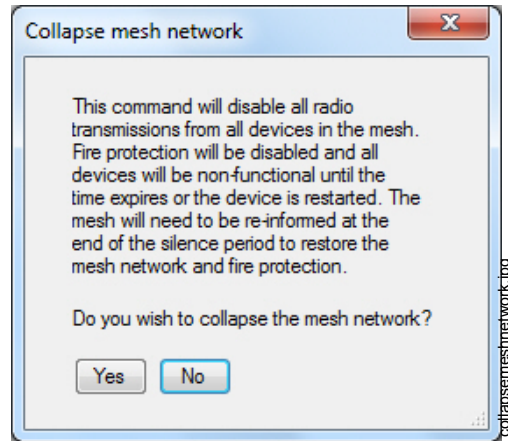 Collapse mesh network
This command will disable all radio
transmissions from all devices in the mesh.
Fire protection will be disabled and all
devices will be non-functional until the
time expires or the device is restarted. The
mesh will need to be re-informed at the
end of the silence period to restore the
mesh network and fire protection.
Do you wish to collapse the mesh network?
Yes No
collapsemeshnetwork.jpg